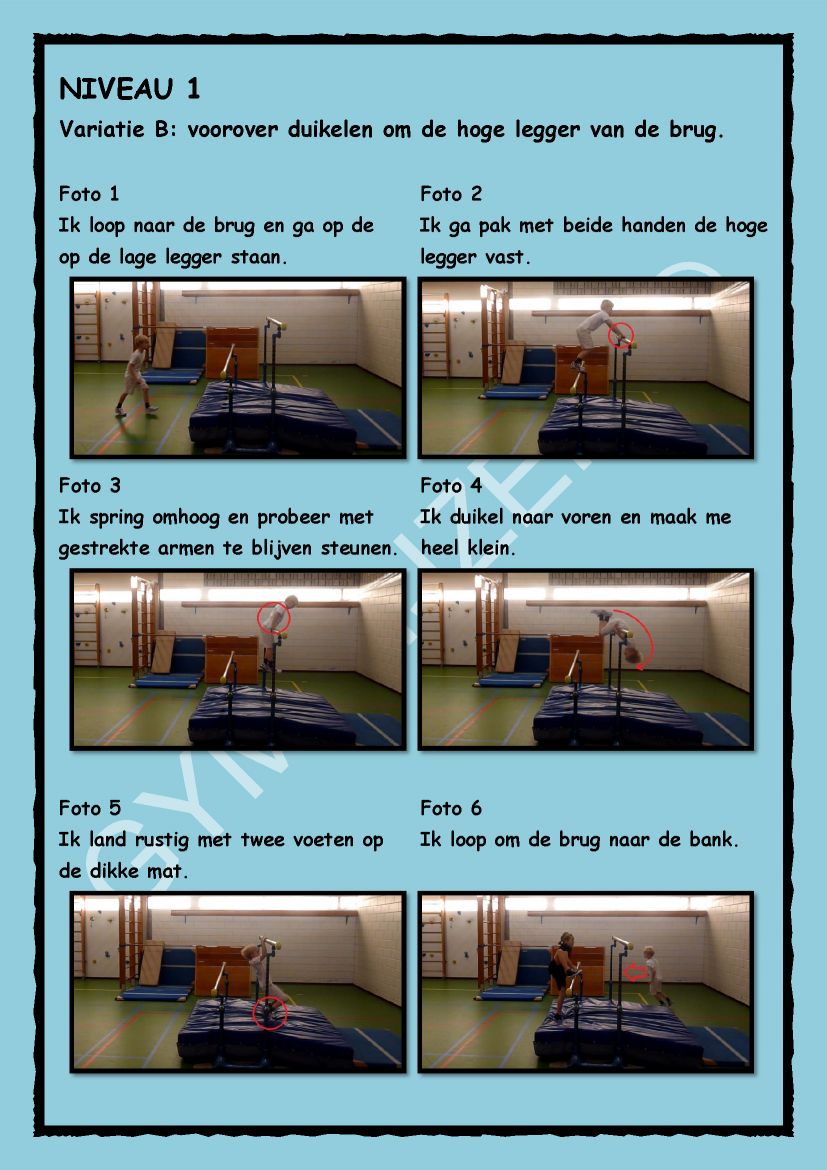 NIVEAU 1
Variatie B: voorover duikelen om de hoge legger van de brug.
Foto 1
Ik loop naar de brug en ga op de
op de lage legger staan.
Foto 2
Ik ga pak met beide handen de hoge
legger vast.
Foto 3
Ik spring omhoog en probeer met
gestrekte armen te blijven steunen.
Foto 4
Ik duikel naar voren en maak me
heel klein.
Foto 5
Ik land rustig met twee voeten op
de dikke mat.
Foto 6
Ik loop om de brug naar de bank.